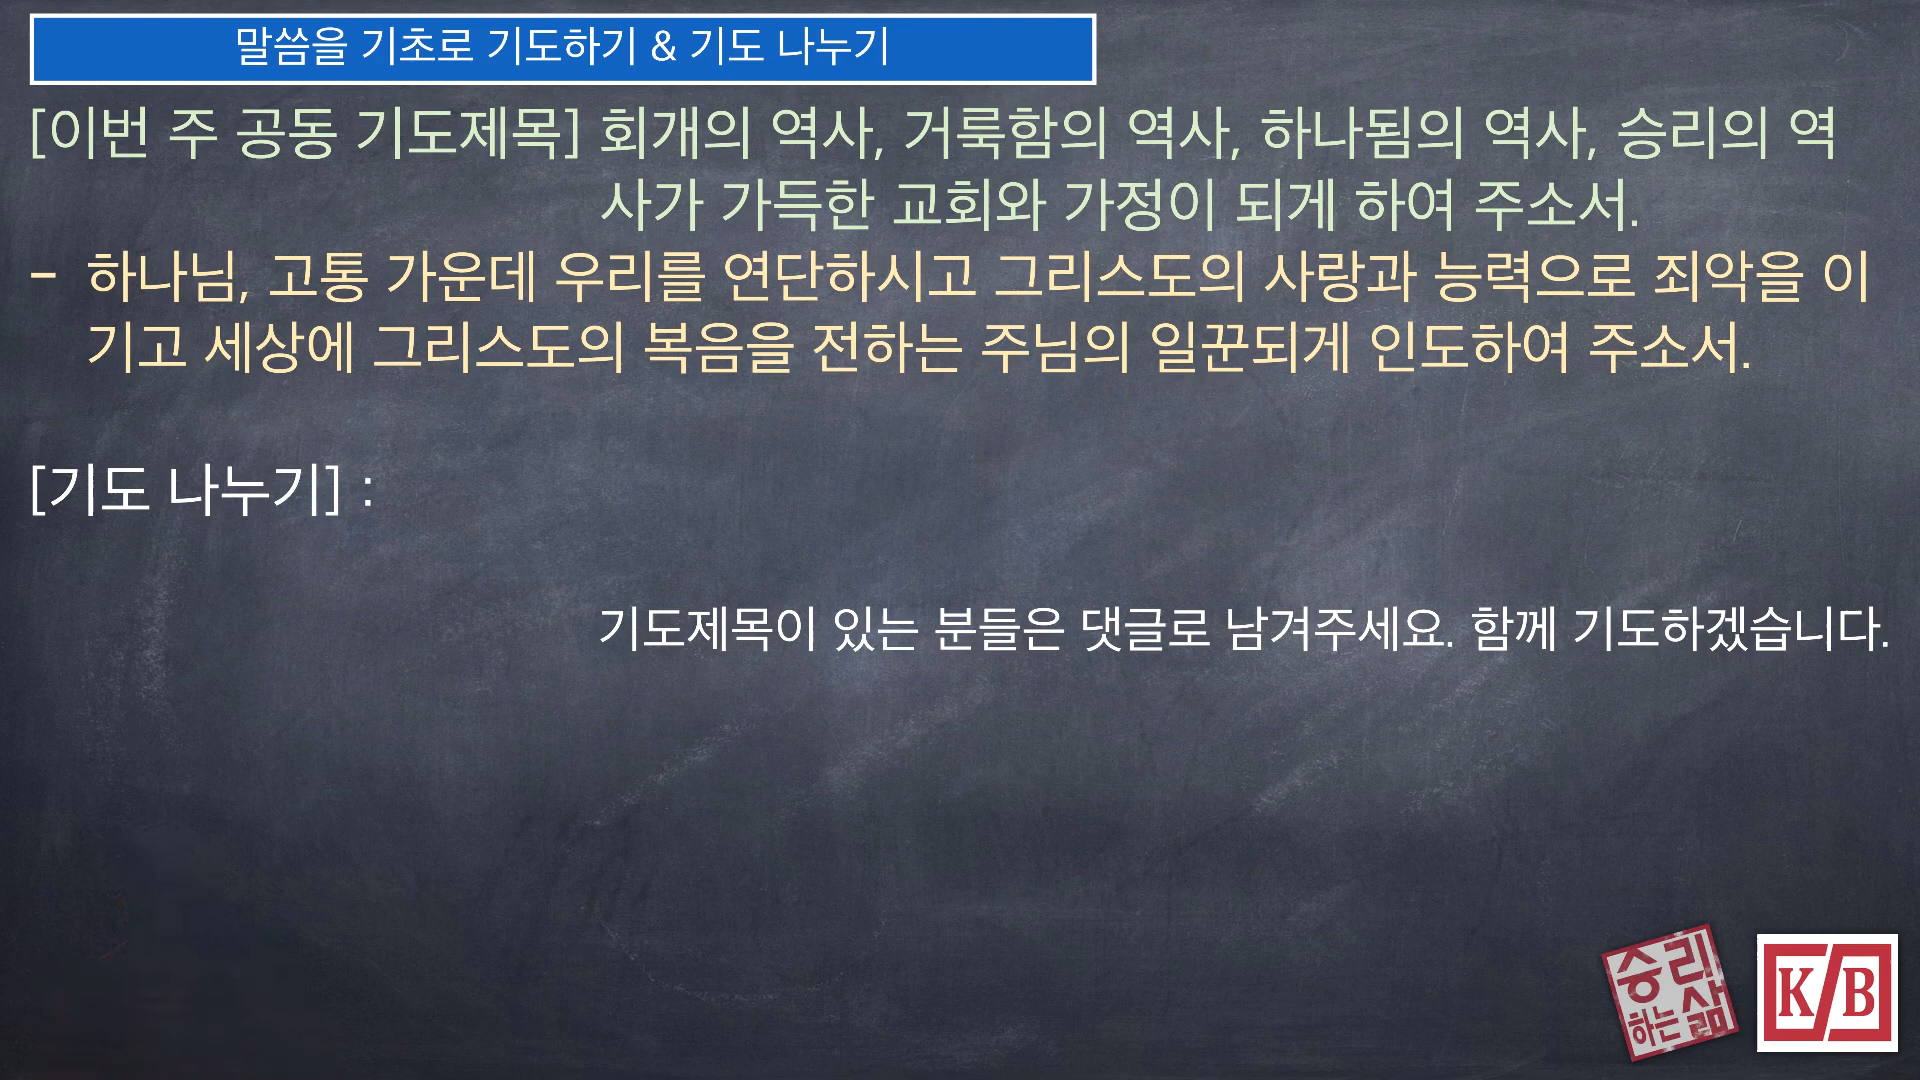 말씀을 기초로 기도하기 & 기도 나누기
[이번 주 공동 기도제목] 회개의 역사, 거룩함의 역사, 하나됨의 역사, 승리의 역
사가 가득한 교회와 가정이 되게 하여 주소서.
- 하나님, 고통 가운데 우리를 연단하시고 그리스도의 사랑과 능력으로 죄악을 이
기고 세상에 그리스도의 복음을 전하는 주님의 일꾼되게 인도하여 주소서.
[기도 나누기] :
기도제목이 있는 분들은 댓글로 남겨주세요. 함께 기도하겠습니다.
승리
하는 삶
K/B